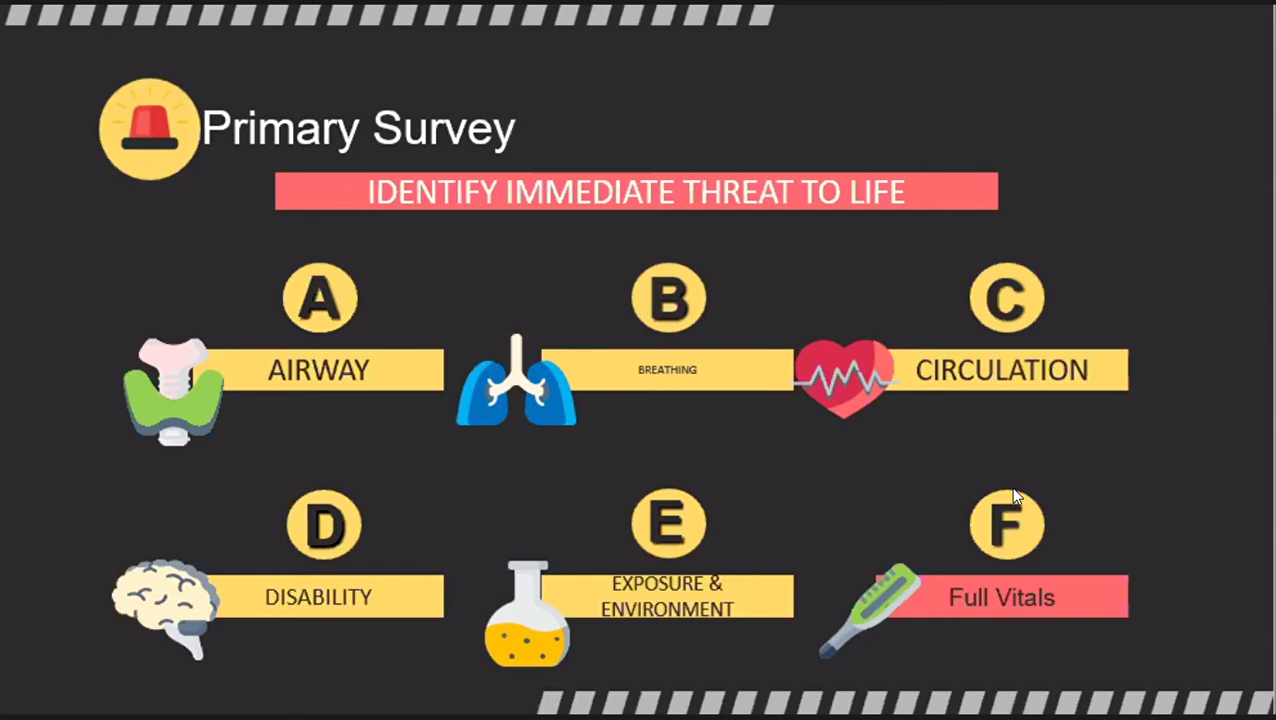 Primary Survey
IDENTIFY IMMEDIATE THREAT TO LIFE
A
B
C
AIRWAY
BREATHING
CIRCULATION
D
E
F
DISABILITY
EXPOSURE &
ENVIRONMENT
Full Vitals